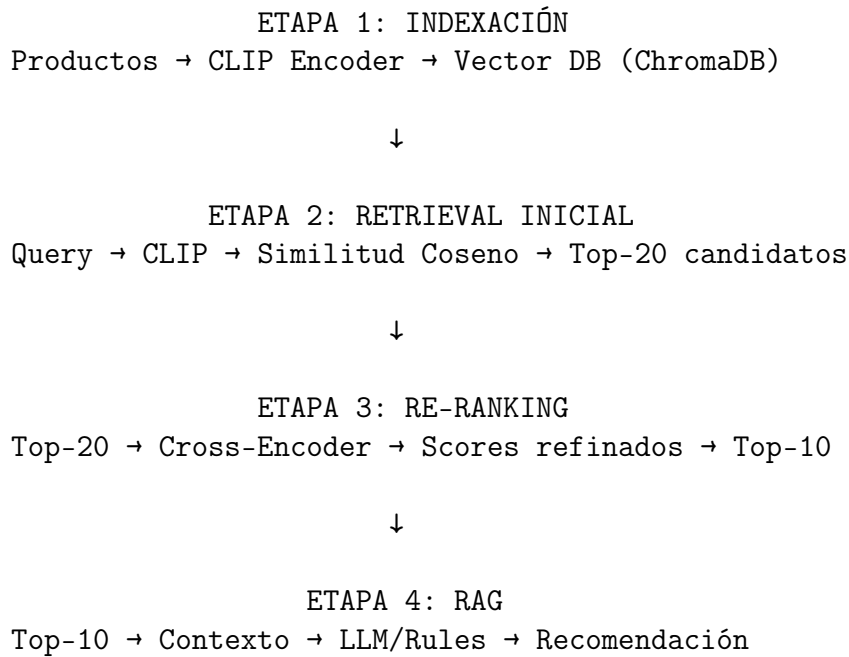 ETAPA 1: INDEXACIÓN
Productos → CLIP Encoder → Vector DB (ChromaDB)
↓
ETAPA 2: RETRIEVAL INICIAL
Query → CLIP → Similitud Coseno → Top-20 candidatos
↓
ETAPA 3: RE-RANKING
Top-20 → Cross-Encoder → Scores refinados → Top-10
↓
ETAPA 4: RAG
Top-10 → Contexto → LLM/Rules → Recomendación